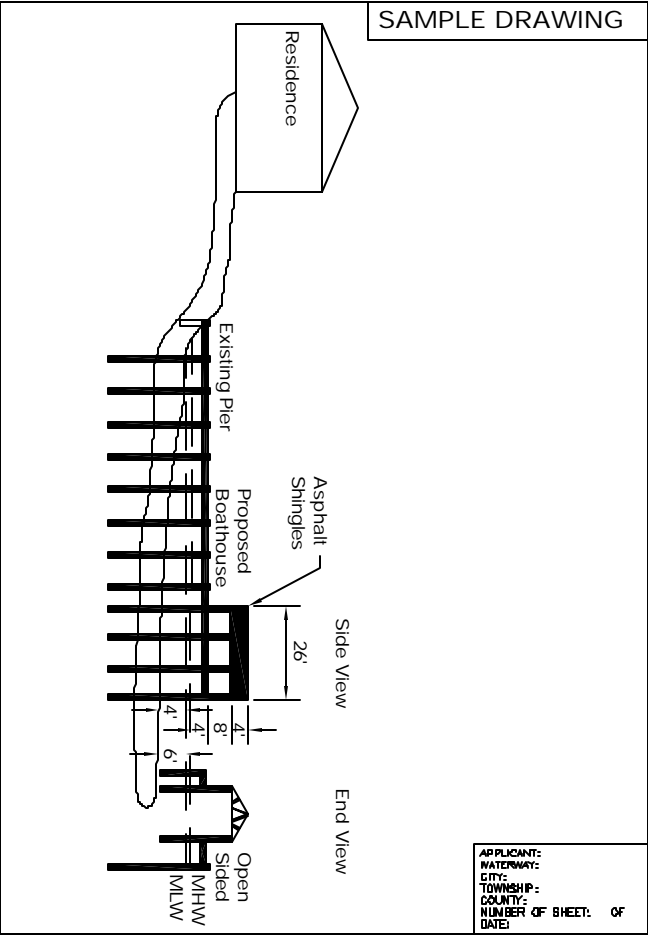 SAMPLE DRAWING
Residence
Existing Pier
Proposed
Boathouse
Asphalt
Shingles
Side View
26'
4'
8'
4'
4'
6'
End View
Open
Sided
MHW
MLW
APPLICANT:
WATERWAY:
CITY:
TOWNSHIP:
COUNTY:
NUMBER OF SHEET: OF
DATE: